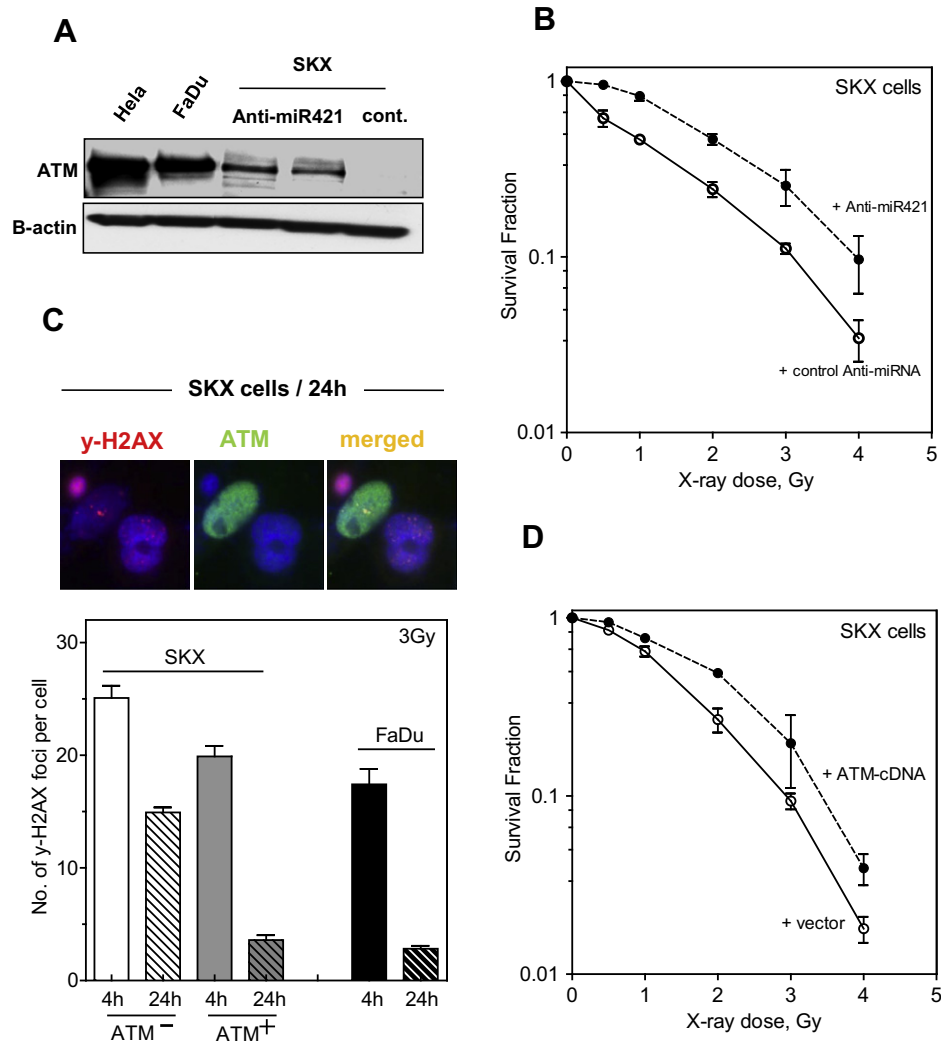 A
SKX
Hela
FaDu
Anti-miR421
cont.
ATM
B-actin
B
SKX cells
1
0.1
0.01
Survival Fraction
+ Anti-miR421
+ control Anti-miRNA
0 1 2 3 4 5
X-ray dose, Gy
C
SKX cells / 24h
y-H2AX ATM merged
3Gy
SKX
FaDu
No. of y-H2AX foci per cell
30
20
10
0
4h 24h 4h 24h 4h 24h
ATM − ATM +
D
SKX cells
1
0.1
0.01
Survival Fraction
+ ATM-cDNA
+ vector
0 1 2 3 4 5
X-ray dose, Gy